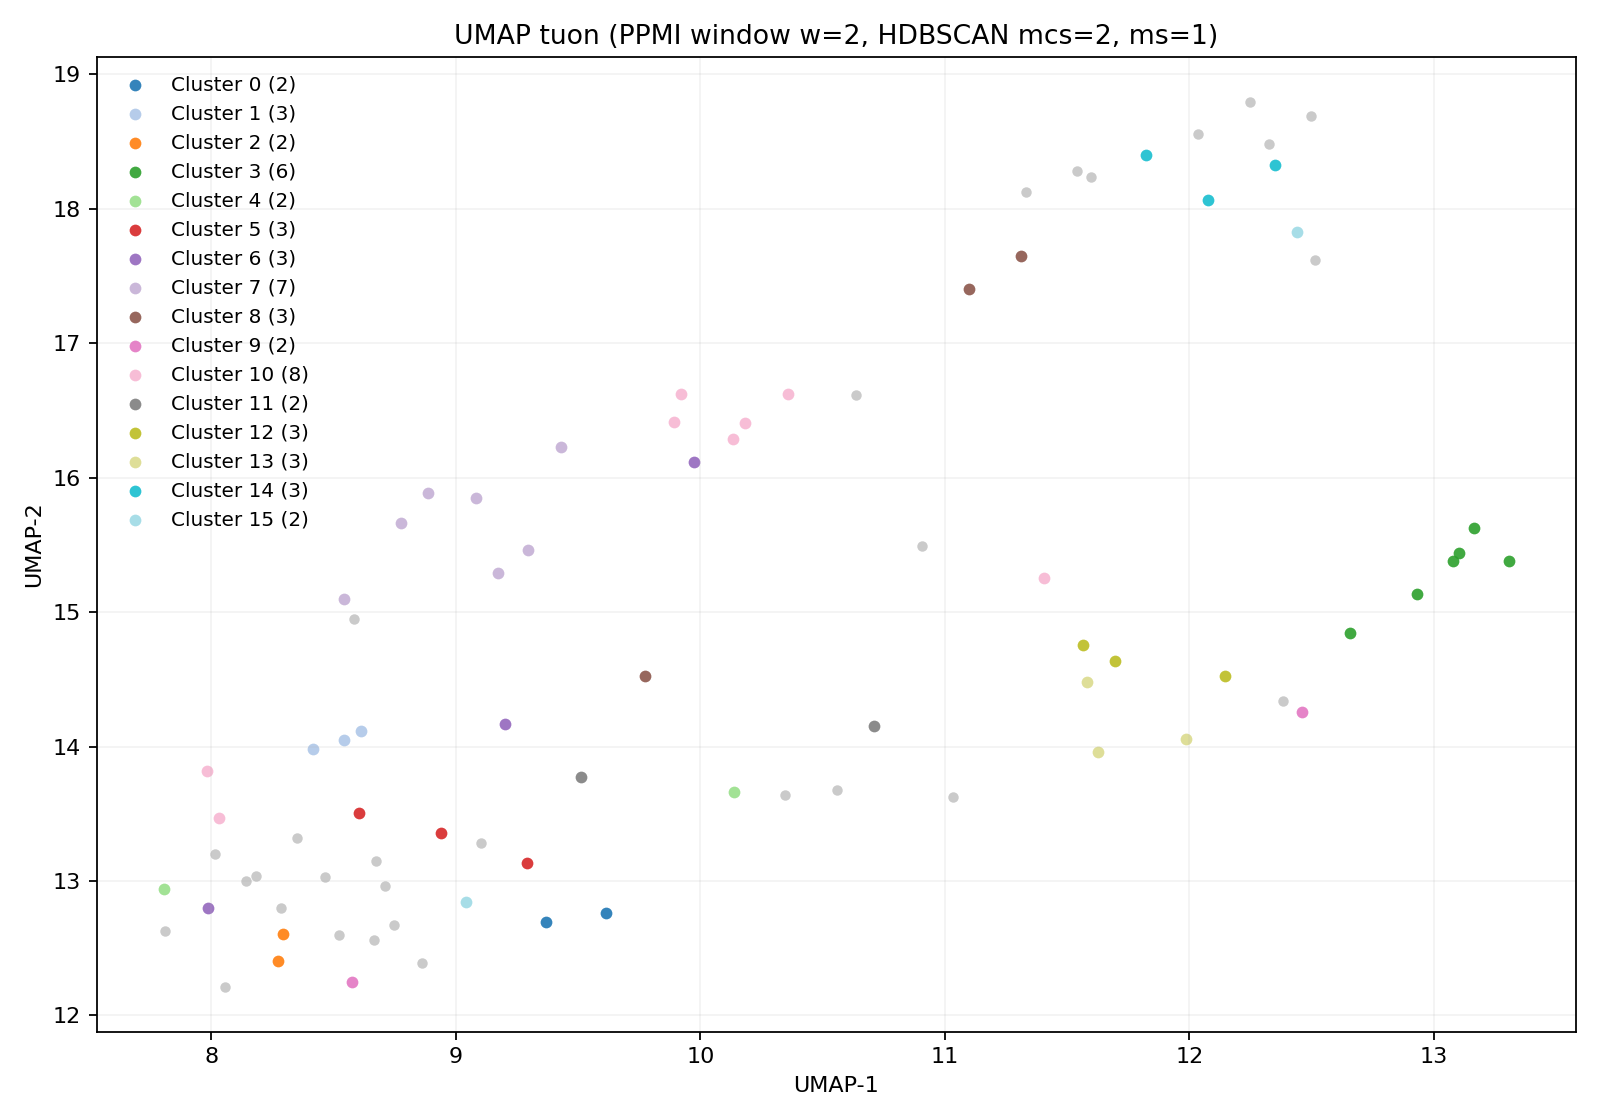 UMAP tuon (PPMI window w=2, HDBSCAN mcs=2, ms=1)
Cluster 0 (2)
Cluster 1 (3)
Cluster 2 (2)
Cluster 3 (6)
Cluster 4 (2)
Cluster 5 (3)
Cluster 6 (3)
Cluster 7 (7)
Cluster 8 (3)
Cluster 9 (2)
Cluster 10 (8)
Cluster 11 (2)
Cluster 12 (3)
Cluster 13 (3)
Cluster 14 (3)
Cluster 15 (2)
19
18
17
16
15
14
13
12
UMAP-2
8 9 10 11 12 13
UMAP-1